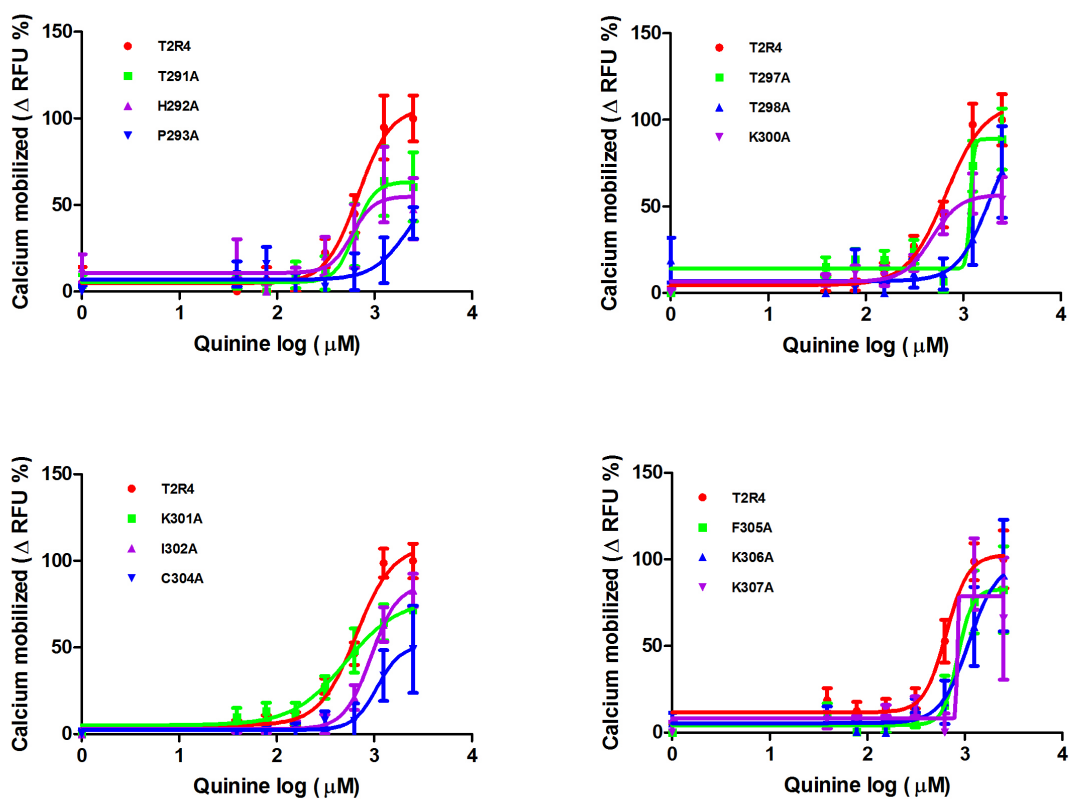 Calcium mobilized (Δ RFU %)
150
100
50
0
T2R4
T291A
H292A
P293A
0 1 2 3 4
Quinine log ( μM)
Calcium mobilized (Δ RFU %)
150
100
50
0
T2R4
T297A
T298A
K300A
0 1 2 3 4
Quinine log ( μM)
Calcium mobilized (Δ RFU %)
150
100
50
0
T2R4
K301A
I302A
C304A
0 1 2 3 4
Quinine log ( μM)
Calcium mobilized (Δ RFU %)
150
100
50
0
T2R4
F305A
K306A
K307A
0 1 2 3 4
Quinine log ( μM)